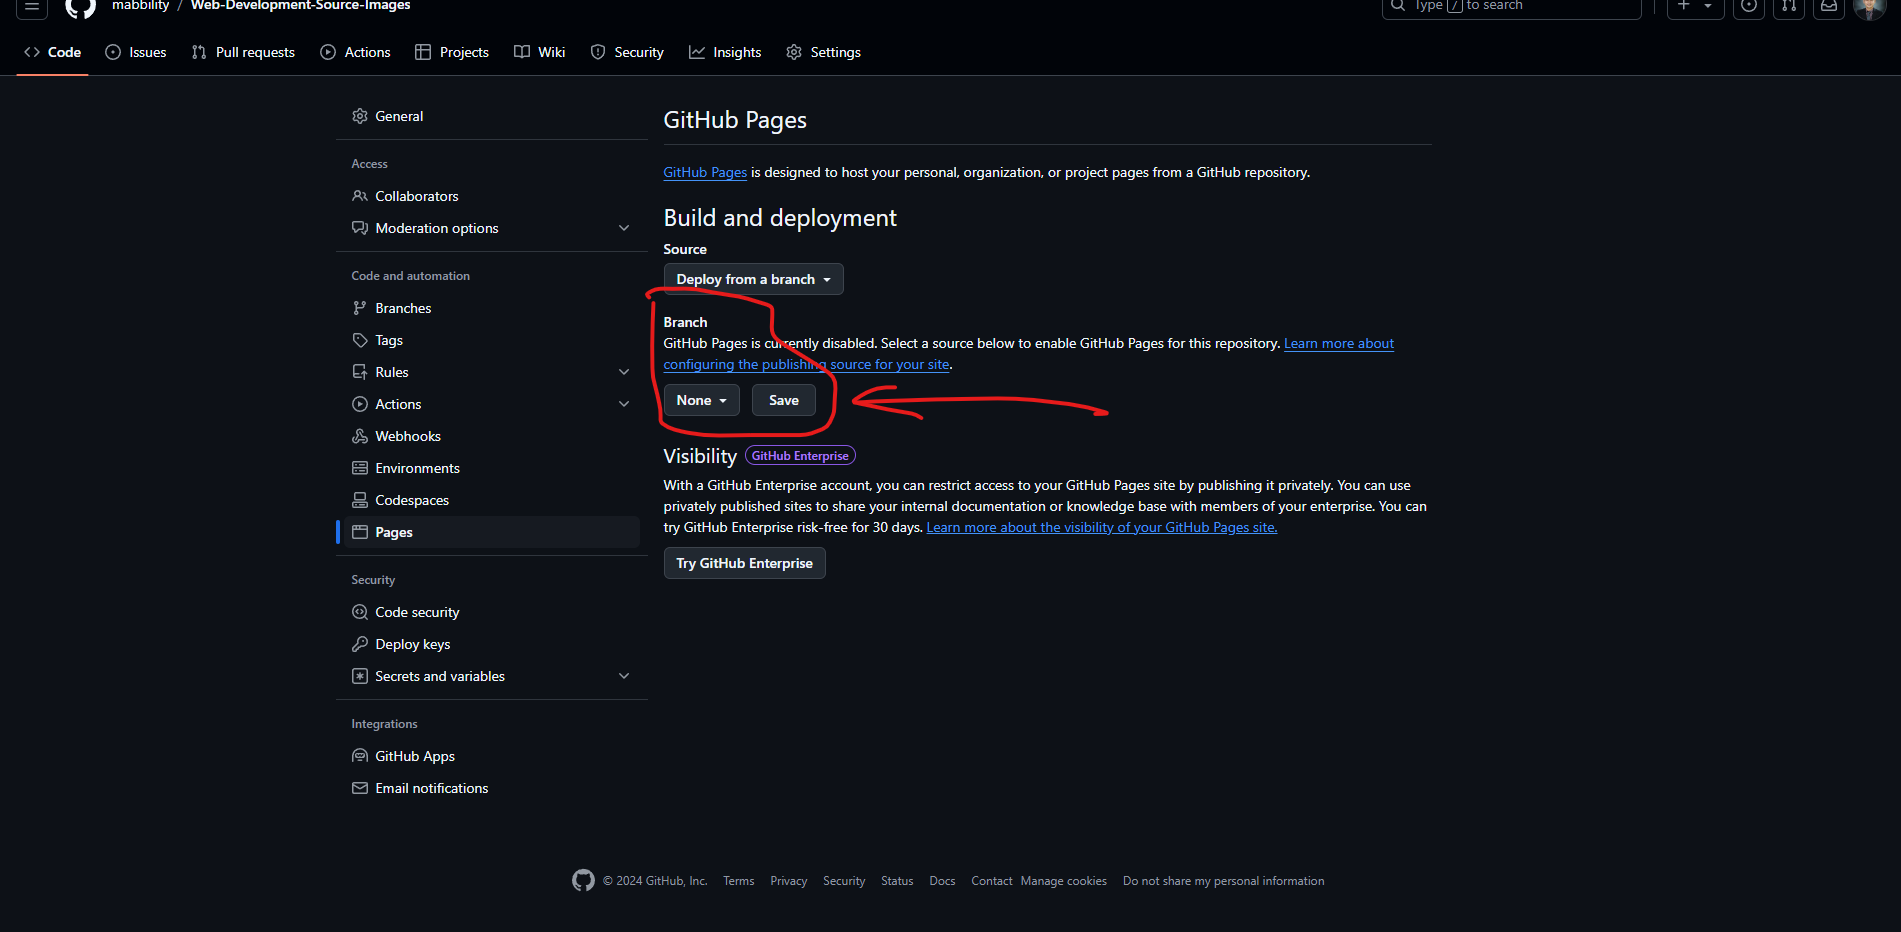 mabbility / Web-Development-Source-Images
Type / to search
Code Issues Pull requests Actions Projects Wiki Security Insights Settings
General
Access
Collaborators
Moderation options
Code and automation
Branches
Tags
Rules
Actions
Webhooks
Environments
Codespaces
Pages
Security
Code security
Deploy keys
Secrets and variables
Integrations
GitHub Apps
Email notifications
GitHub Pages
GitHub Pages is designed to host your personal, organization, or project pages from a GitHub repository.
Build and deployment
Source
Deploy from a branch
Branch
GitHub Pages is currently disabled. Select a source below to enable GitHub Pages for this repository. Learn more about
configuring the publishing source for your site.
None Save
Visibility GitHub Enterprise
With a GitHub Enterprise account, you can restrict access to your GitHub Pages site by publishing it privately. You can use
privately published sites to share your internal documentation or knowledge base with members of your enterprise. You can
try GitHub Enterprise risk-free for 30 days. Learn more about the visibility of your GitHub Pages site.
Try GitHub Enterprise
© 2024 GitHub, Inc. Terms Privacy Security Status Docs Contact Manage cookies Do not share my personal information